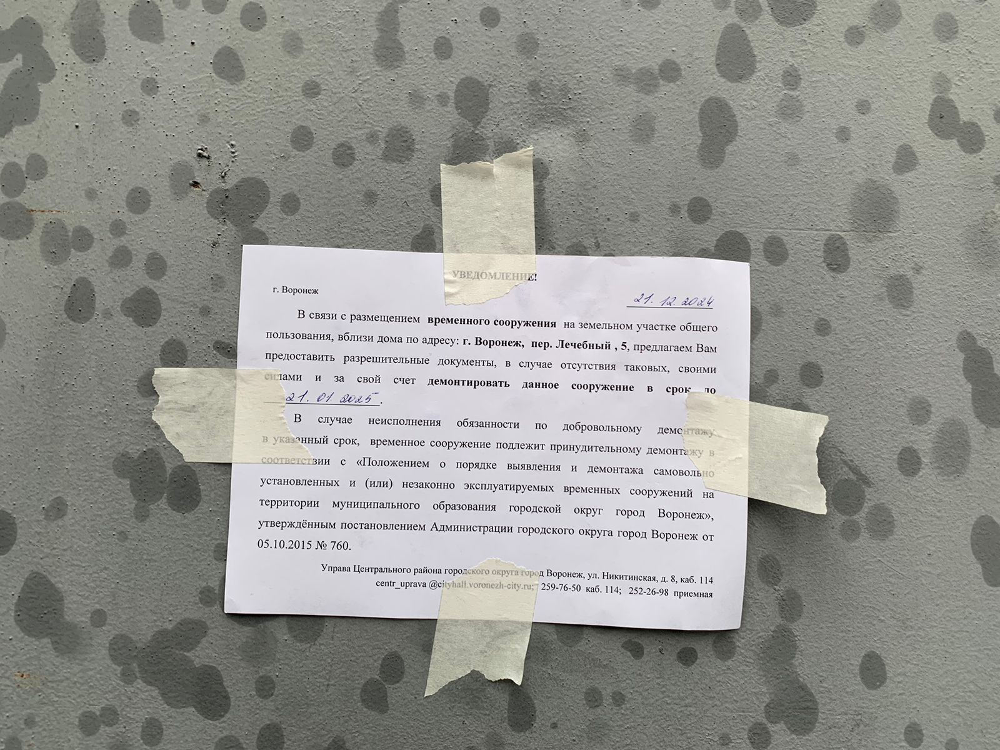 УВЕДОМЛЕНИЕ!
г. Воронеж
21.12.2024
В связи с размещением временного сооружения на земельном участке общего
пользования, вблизи дома по адресу: г. Воронеж, пер. Лечебный , 5, предлагаем Вам
предоставить разрешительные документы, в случае отсутствия таковых, своими
силами и за свой счет демонтировать данное сооружение в срок до
21.01.2025.
В случае неисполнения обязанности по добровольному демонтажу
в указанный срок, временное сооружение подлежит принудительному демонтажу в
соответствии с «Положением о порядке выявления и демонтажа самовольно
установленных и (или) незаконно эксплуатируемых временных сооружений на
территории муниципального образования городской округ город Воронеж»,
утверждённым постановлением Администрации городского округа город Воронеж от
05.10.2015 № 760.
Управа Центрального района городского округа город Воронеж, ул. Никитинская, д. 8, каб. 114
centr_uprava @cityhall.voronezh-city.ru; 259-76-50 каб. 114; 252-26-98 приемная